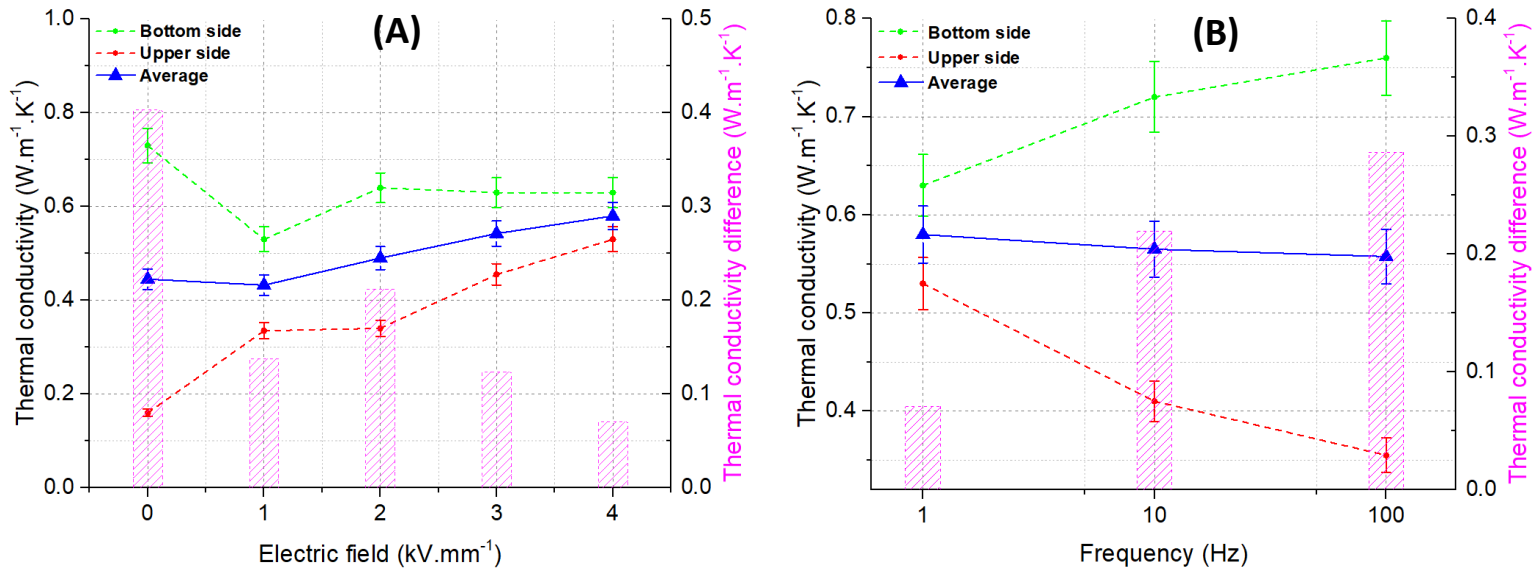 (A)
Bottom side
Upper side
Average
Thermal conductivity (W.m⁻¹.K⁻¹)
1.0
0.8
0.6
0.4
0.2
0.0
0
1
2
3
4
Electric field (kV.mm⁻¹)
0.5
0.4
0.3
0.2
0.1
0.0
Thermal conductivity difference (W.m⁻¹.K⁻¹)
(B)
Bottom side
Upper side
Average
Thermal conductivity (W.m⁻¹.K⁻¹)
0.8
0.7
0.6
0.5
0.4
1
10
100
Frequency (Hz)
0.4
0.3
0.2
0.1
0.0
Thermal conductivity difference (W.m⁻¹.K⁻¹)